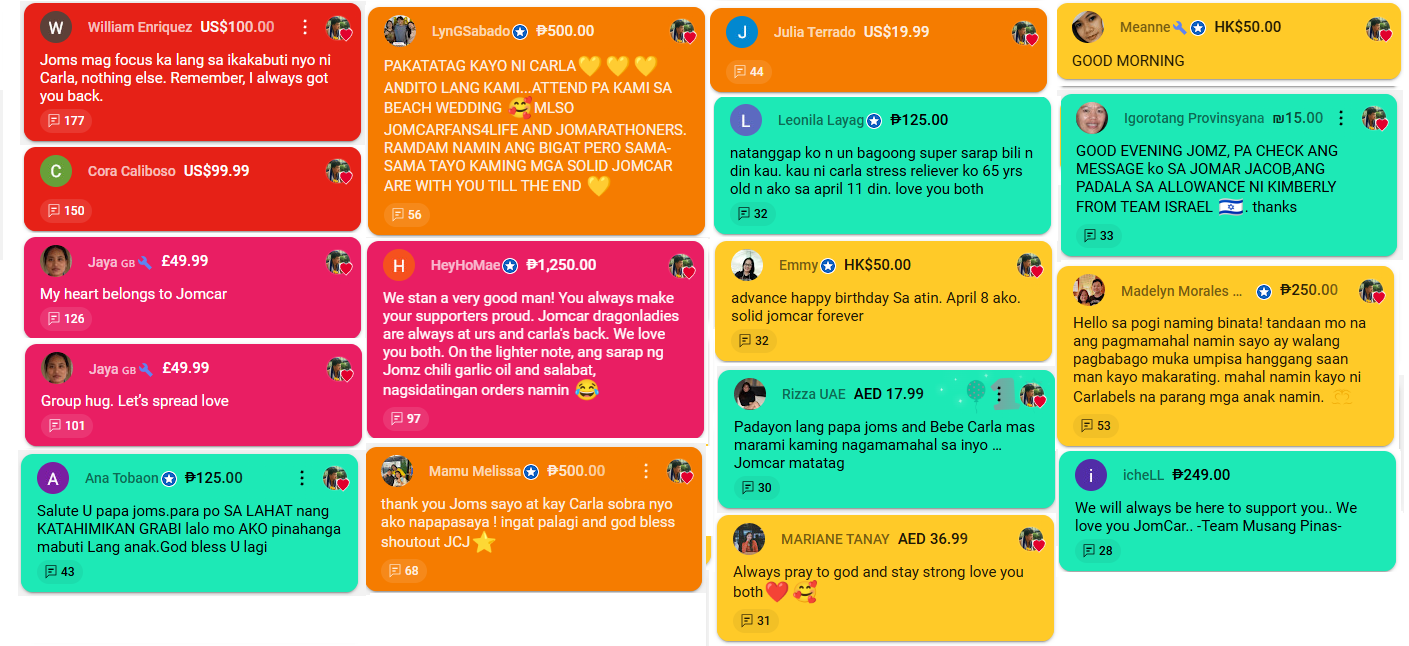 W
William Enriquez US$100.00
Joms mag focus ka lang sa ikakabuti nyo ni
Carla, nothing else. Remember, I always got
you back.
177
C
Cora Caliboso US$99.99
150
Jaya GB £49.99
My heart belongs to Jomcar
126
Jaya GB £49.99
Group hug. Let’s spread love
101
A
Ana Tobaon ₱125.00
Salute U papa joms.para po SA LAHAT nang
KATAHIMIKAN GRABI lalo mo AKO pinahanga
mabuti Lang anak.God bless U lagi
43
LynGSabado ₱500.00
PAKATATAG KAYO NI CARLA💛 💛 💛
ANDITO LANG KAMI...ATTEND PA KAMI SA
BEACH WEDDING 🥰MLSO
JOMCARFANS4LIFE AND JOMARATHONERS.
RAMDAM NAMIN ANG BIGAT PERO SAMA-
SAMA TAYO KAMING MGA SOLID JOMCAR
ARE WITH YOU TILL THE END 💛
56
H
HeyHoMae ₱1,250.00
We stan a very good man! You always make
your supporters proud. Jomcar dragonladies
are always at urs and carla's back. We love
you both. On the lighter note, ang sarap ng
Jomz chili garlic oil and salabat,
nagsidatingan orders namin 😂
97
Mamu Melissa ₱500.00
thank you Joms sayo at kay Carla sobra nyo
ako napapasaya ! ingat palagi and god bless
shoutout JCJ⭐
68
J
Julia Terrado US$19.99
44
L
Leonila Layag ₱125.00
natanggap ko n un bagoong super sarap bili n
din kau. kau ni carla stress reliever ko 65 yrs
old n ako sa april 11 din. love you both
32
Emmy HK$50.00
advance happy birthday Sa atin. April 8 ako.
solid jomcar forever
32
Rizza UAE AED 17.99
Padayon lang papa joms and Bebe Carla mas
marami kaming nagamamahal sa inyo …
Jomcar matatag
30
MARIANE TANAY AED 36.99
Always pray to god and stay strong love you
both❤️ 🥰
31
Meanne HK$50.00
GOOD MORNING
Igorotang Provinsyana ₪15.00
GOOD EVENING JOMZ, PA CHECK ANG
MESSAGE ko SA JOMAR JACOB,ANG
PADALA SA ALLOWANCE NI KIMBERLY
FROM TEAM ISRAEL 🇮🇱. thanks
33
Madelyn Morales ... ₱250.00
Hello sa pogi naming binata! tandaan mo na
ang pagmamahal namin sayo ay walang
pagbabago muka umpisa hanggang saan
man kayo makarating. mahal namin kayo ni
Carlabels na parang mga anak namin.
53
i
icheLL ₱249.00
We will always be here to support you.. We
love you JomCar.. -Team Musang Pinas-
28